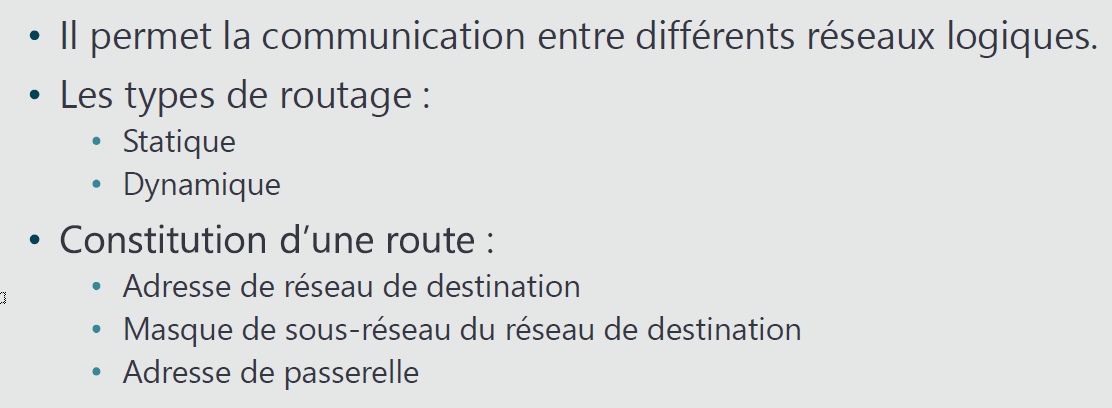 • Il permet la communication entre différents réseaux logiques.
• Les types de routage :
• Statique
• Dynamique
• Constitution d’une route :
• Adresse de réseau de destination
• Masque de sous-réseau du réseau de destination
• Adresse de passerelle